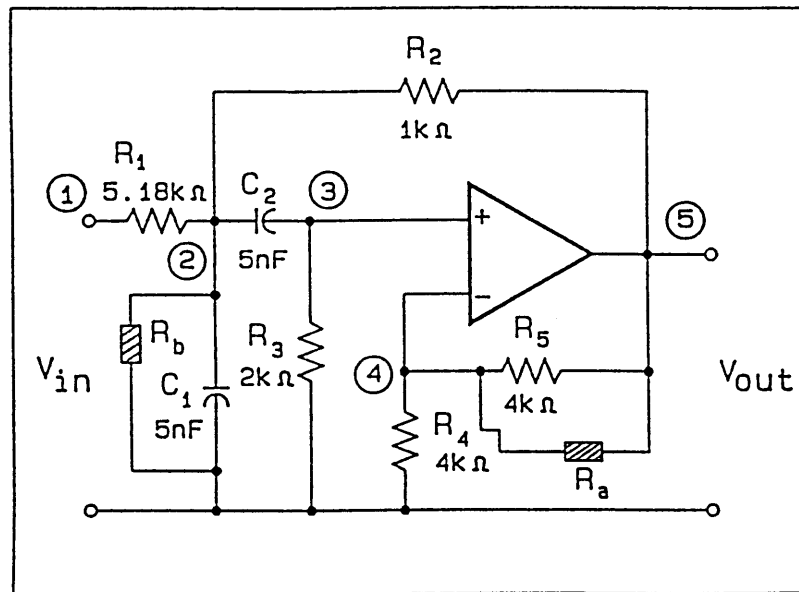 R2
1kΩ
R1
5.18kΩ
1
C2
3
+
5
2
5nF
−
Rb
R3
R5
Vin
C1
2kΩ
4
4kΩ
Vout
5nF
R4
4kΩ
Ra